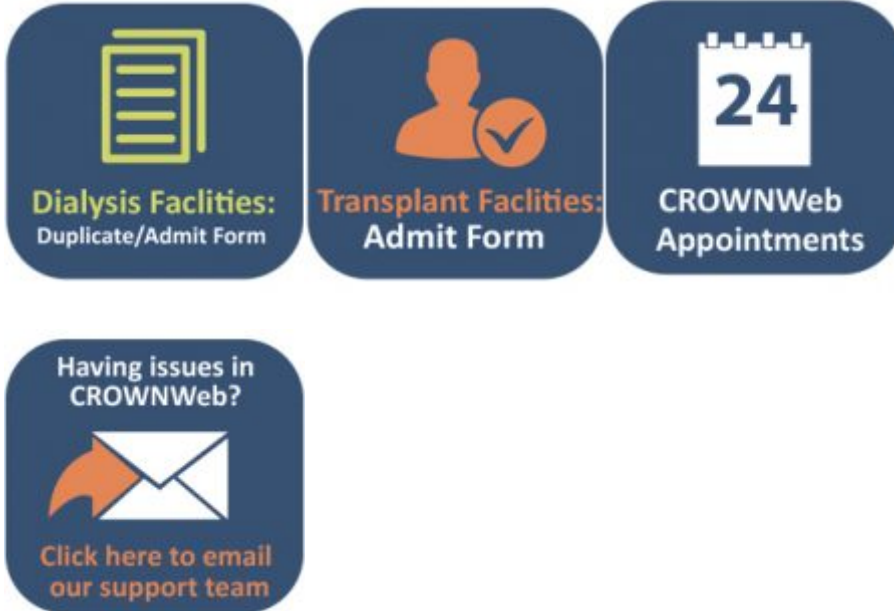 Dialysis Faclities:
Duplicate/Admit Form
Transplant Faclities:
Admit Form
24
CROWNWeb
Appointments
Having issues in
CROWNWeb?
Click here to email
our support team